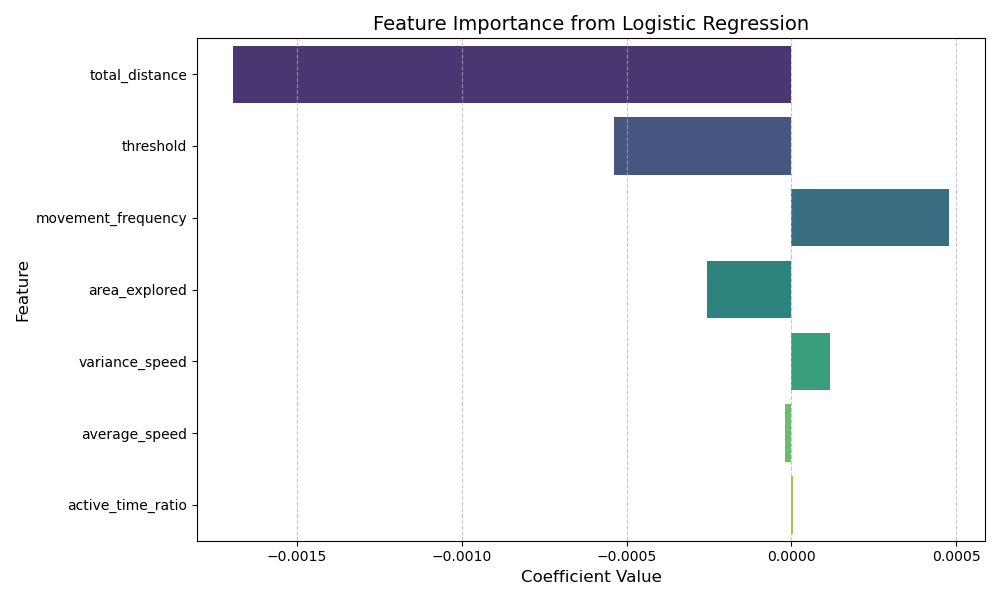 Feature Importance from Logistic Regression
Feature
total_distance
threshold
movement_frequency
area_explored
variance_speed
average_speed
active_time_ratio
−0.0015 −0.0010 −0.0005 0.0000 0.0005
Coefficient Value